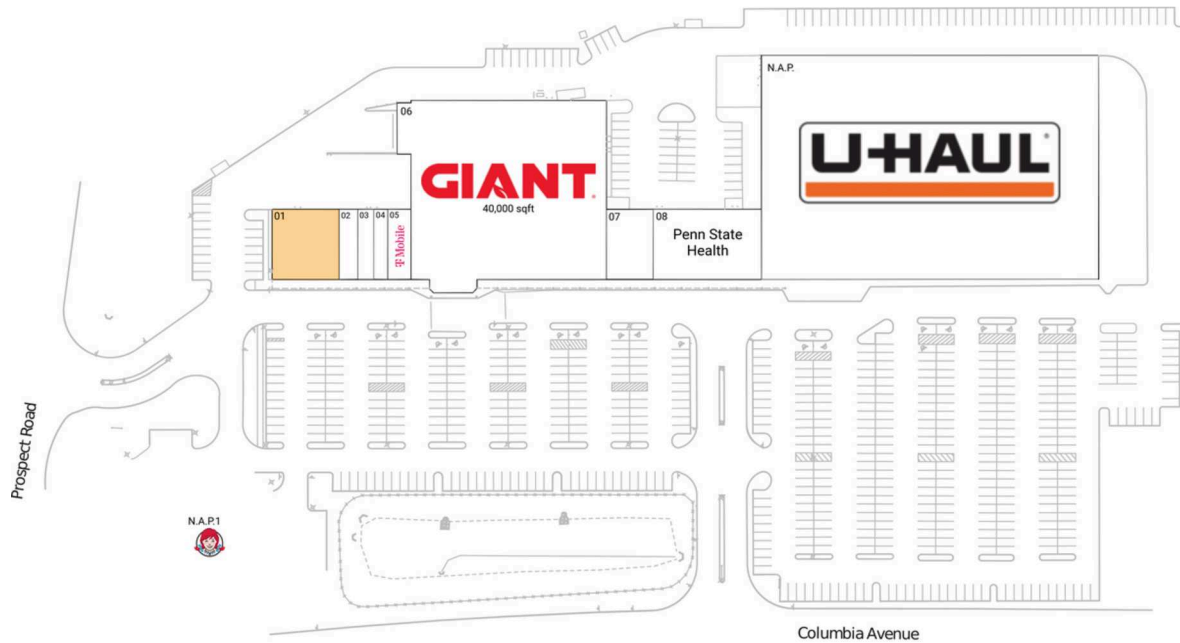 N.A.P.
U-HAUL®
06
GIANT®
40,000 sqft
01
02
03
04
05
T Mobile
07
08
Penn State
Health
Prospect Road
N.A.P.1
Columbia Avenue